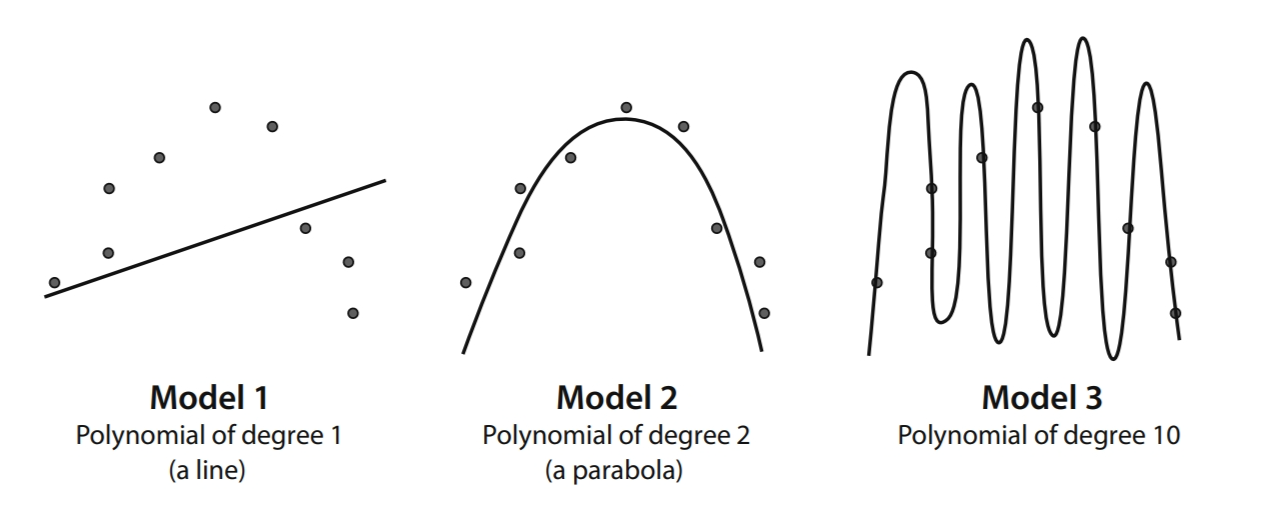 Model 1
Polynomial of degree 1
(a line)
Model 2
Polynomial of degree 2
(a parabola)
Model 3
Polynomial of degree 10